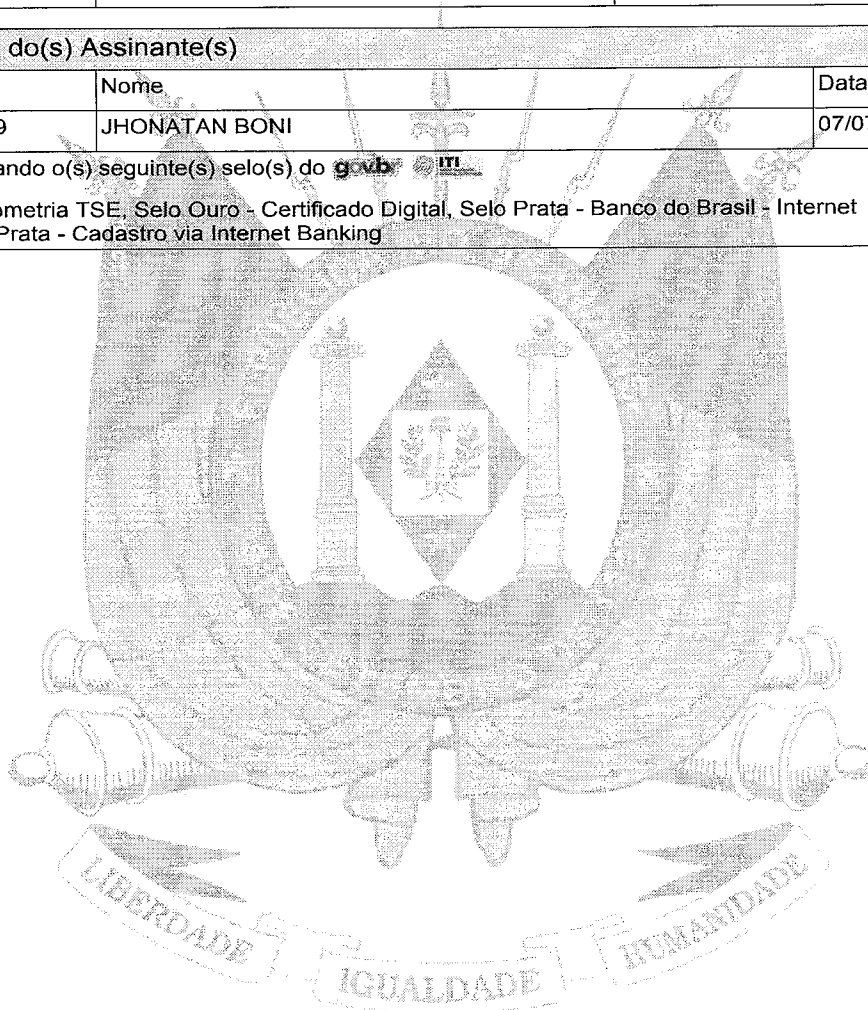 do(s) Assinante(s)
Nome Data
9 JHONATAN BONI 07/07
ando o(s) seguinte(s) selo(s) do gov.br ITI
ometria TSE, Selo Ouro - Certificado Digital, Selo Prata - Banco do Brasil - Internet
Prata - Cadastro via Internet Banking
LIBERDADE
IGUALDADE
HUMANIDADE